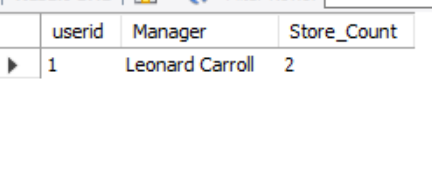 userid Manager Store_Count
1 Leonard Carroll 2